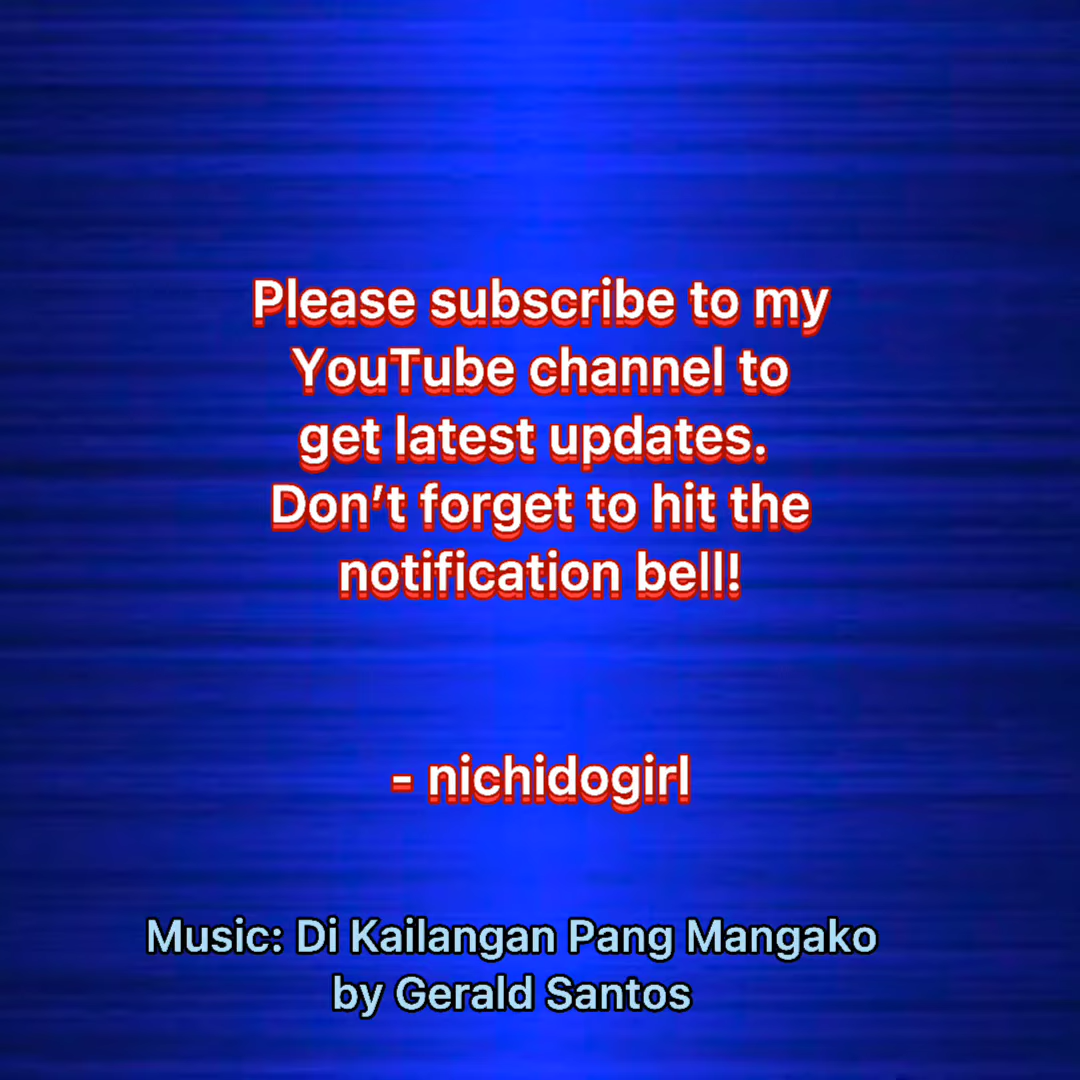 Please subscribe to my
YouTube channel to
get latest updates.
Don’t forget to hit the
notification bell!
- nichidogirl
Music: Di Kailangan Pang Mangako
by Gerald Santos